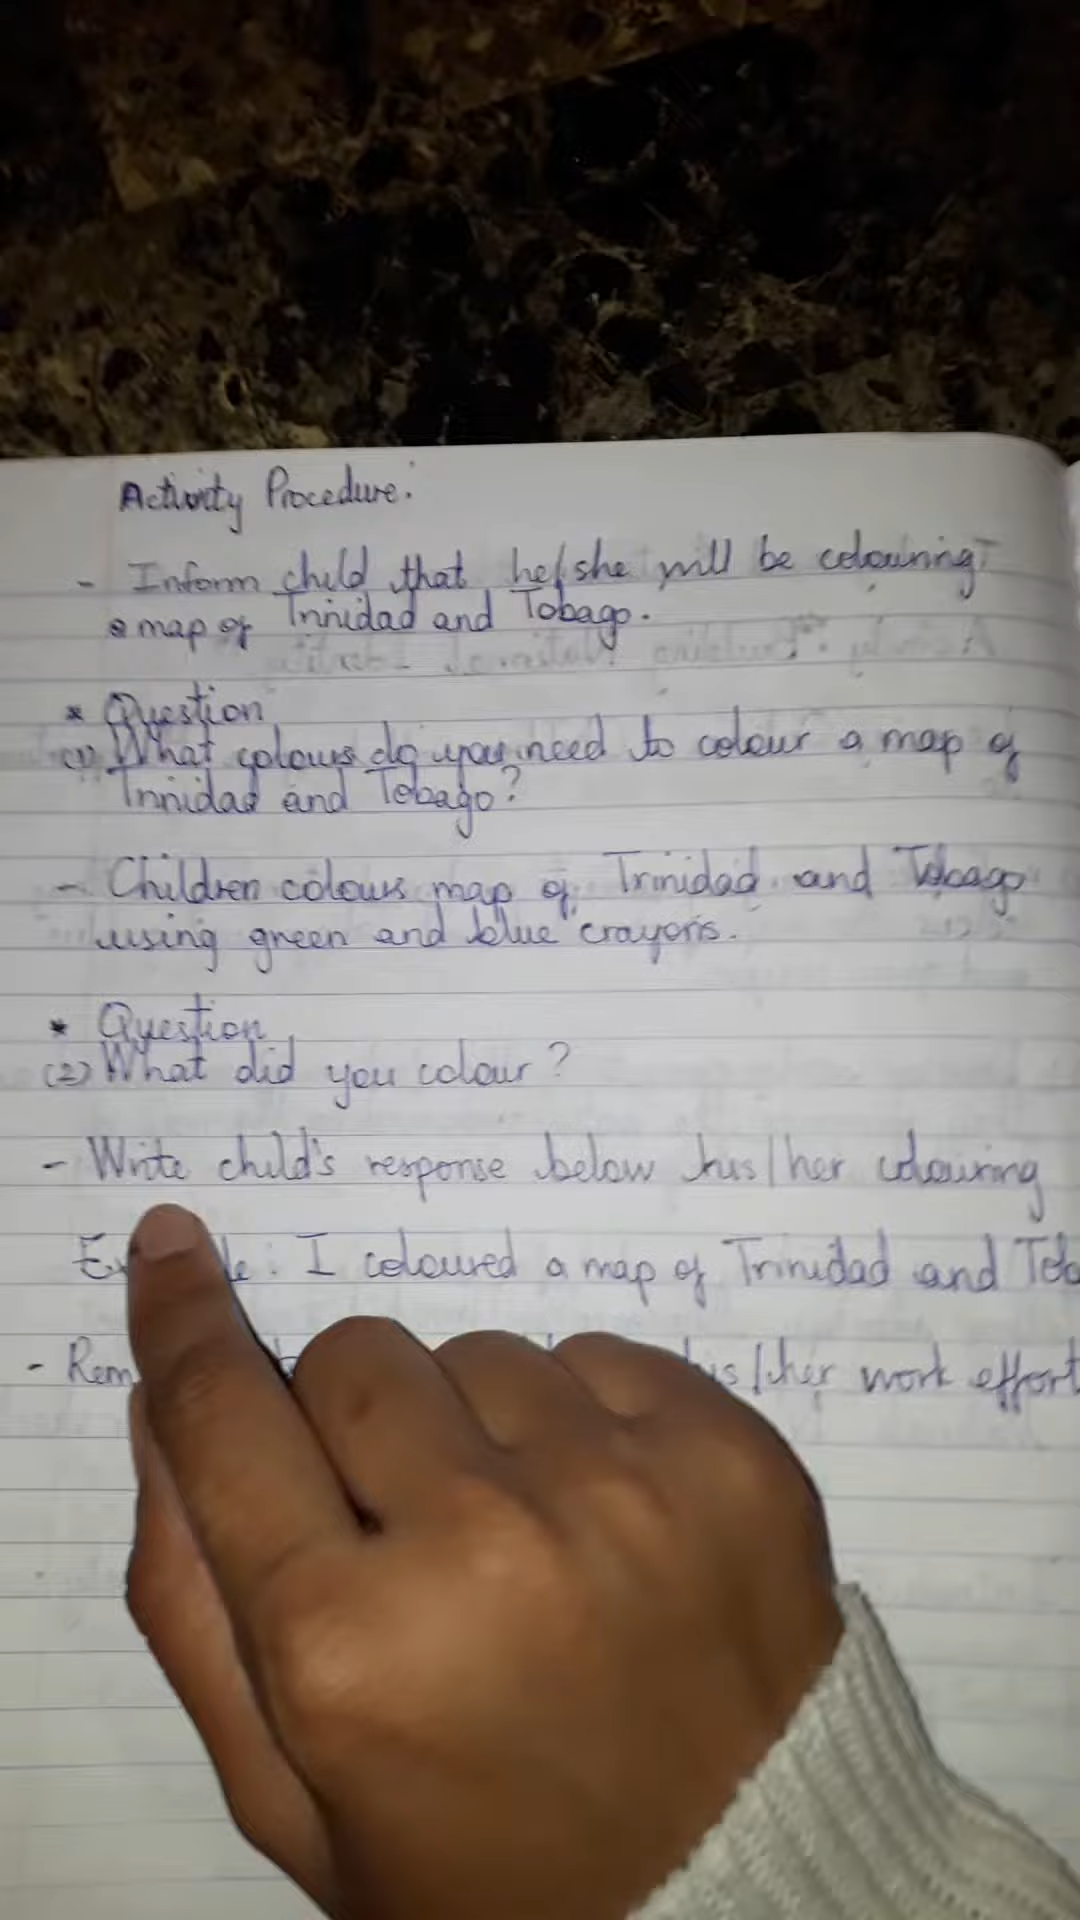 Activity Procedure:
- Inform child that he/she will be colouring
a map of Trinidad and Tobago.
* Question
(1) What colours do you need to colour a map of
Trinidad and Tobago?
- Children colours map of Trinidad and Tobago
using green and blue crayons.
* Question
(2) What did you colour?
- Write child's response below his/her colouring
I coloured a map of Trinidad and
- his/her work effort